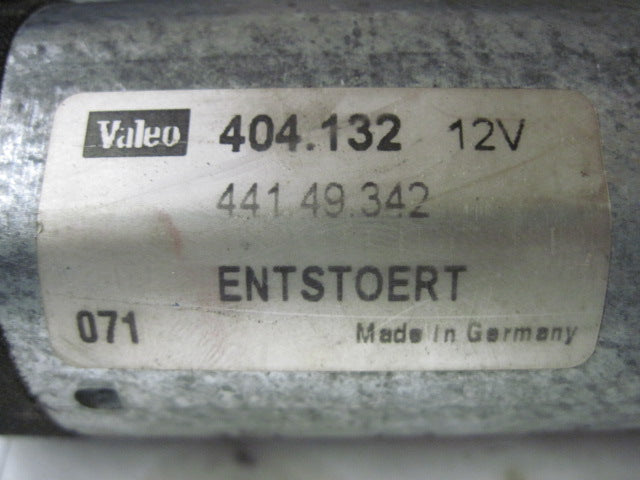 Valeo 404.132 12V
441.49.342
ENTSTOERT
071 Made In Germany